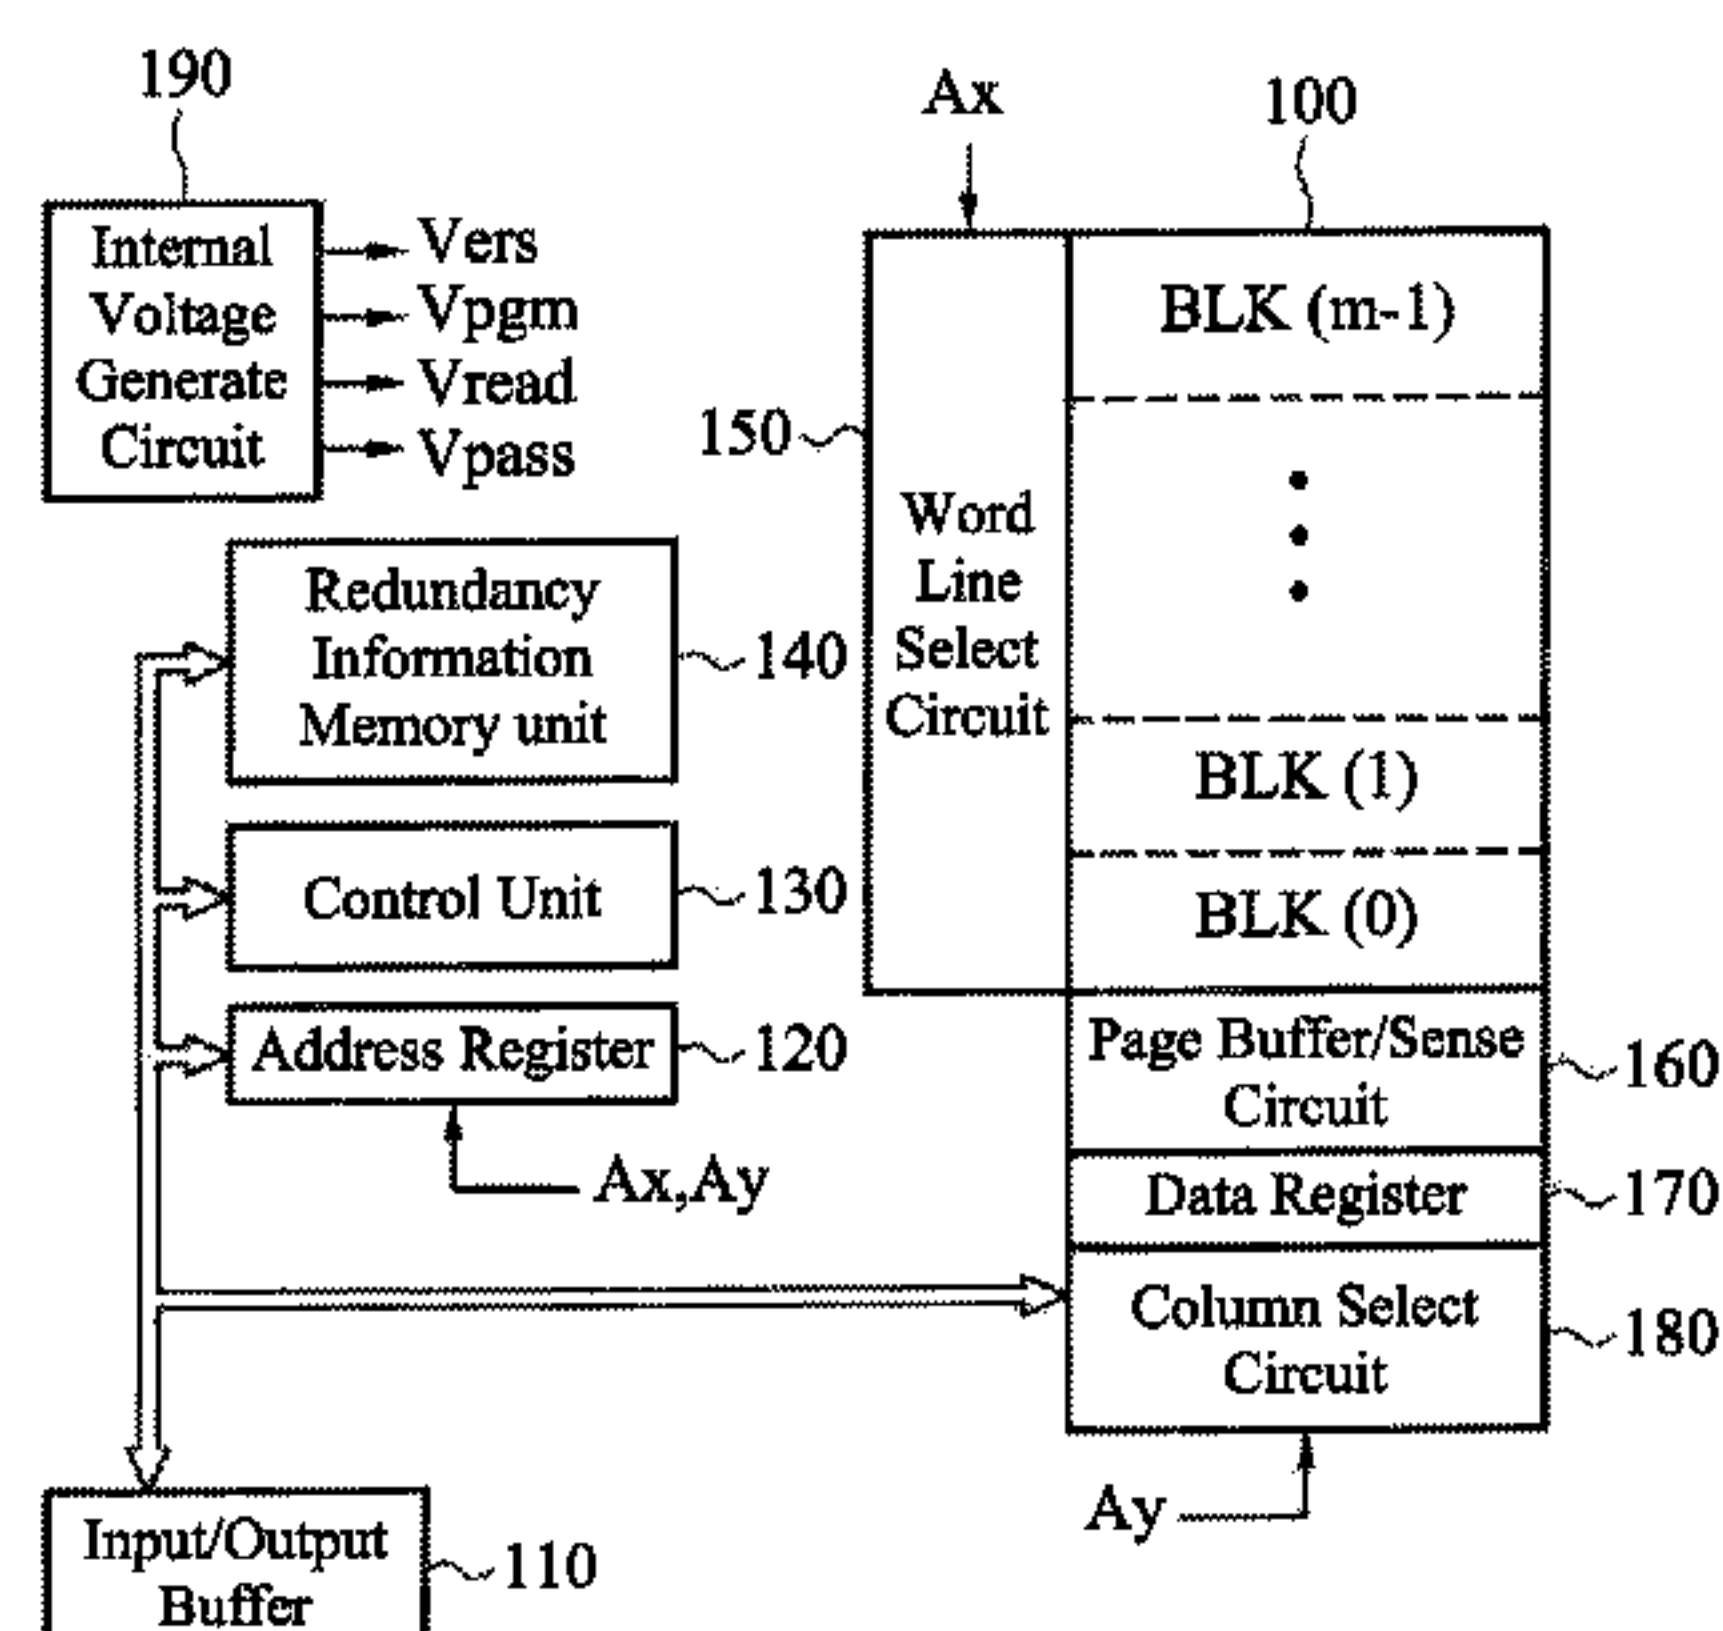 190
Internal
Voltage
Generate
Circuit
Vers
Vpgm
Vread
Vpass
Ax
100
150
Word
Line
Select
Circuit
BLK (m-1)
BLK (1)
BLK (0)
Redundancy
Information
Memory unit
140
Control Unit
130
Address Register
120
Ax,Ay
Page Buffer/Sense
Circuit
160
Data Register
170
Column Select
Circuit
180
Ay
Input/Output
Buffer
110